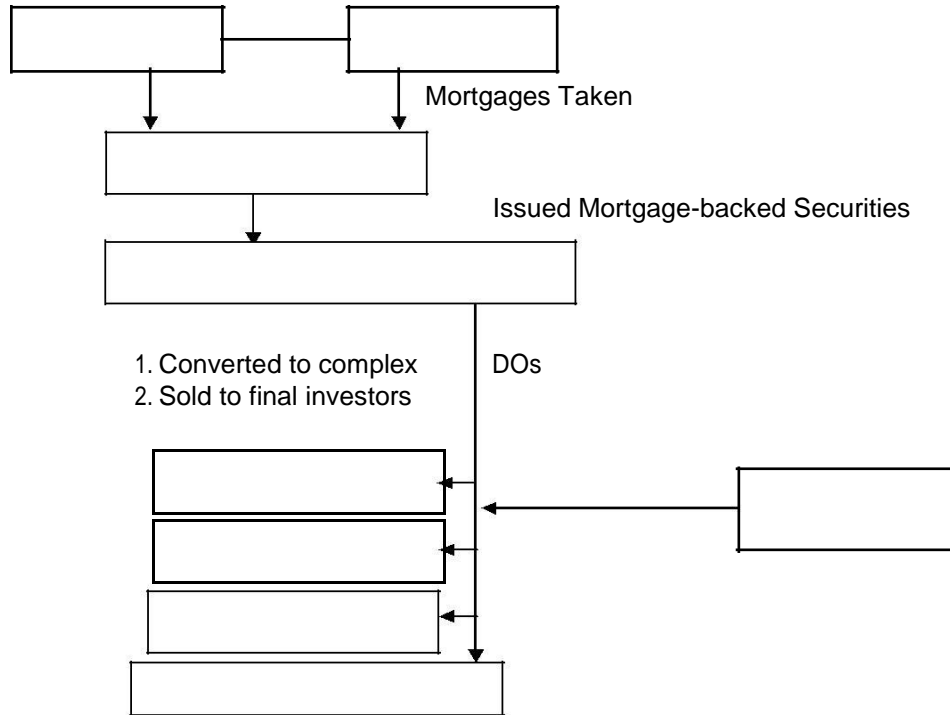 Mortgages Taken
Issued Mortgage-backed Securities
1. Converted to complex DOs
2. Sold to final investors